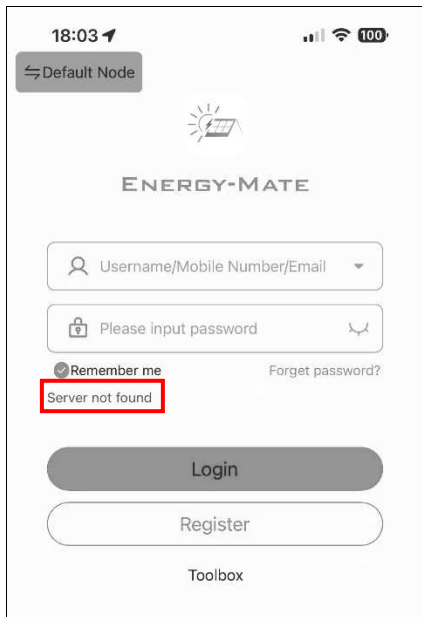 18:03 100
Default Node
ENERGY-MATE
Username/Mobile Number/Email
Please input password
Remember me Forget password?
Server not found
Login
Register
Toolbox